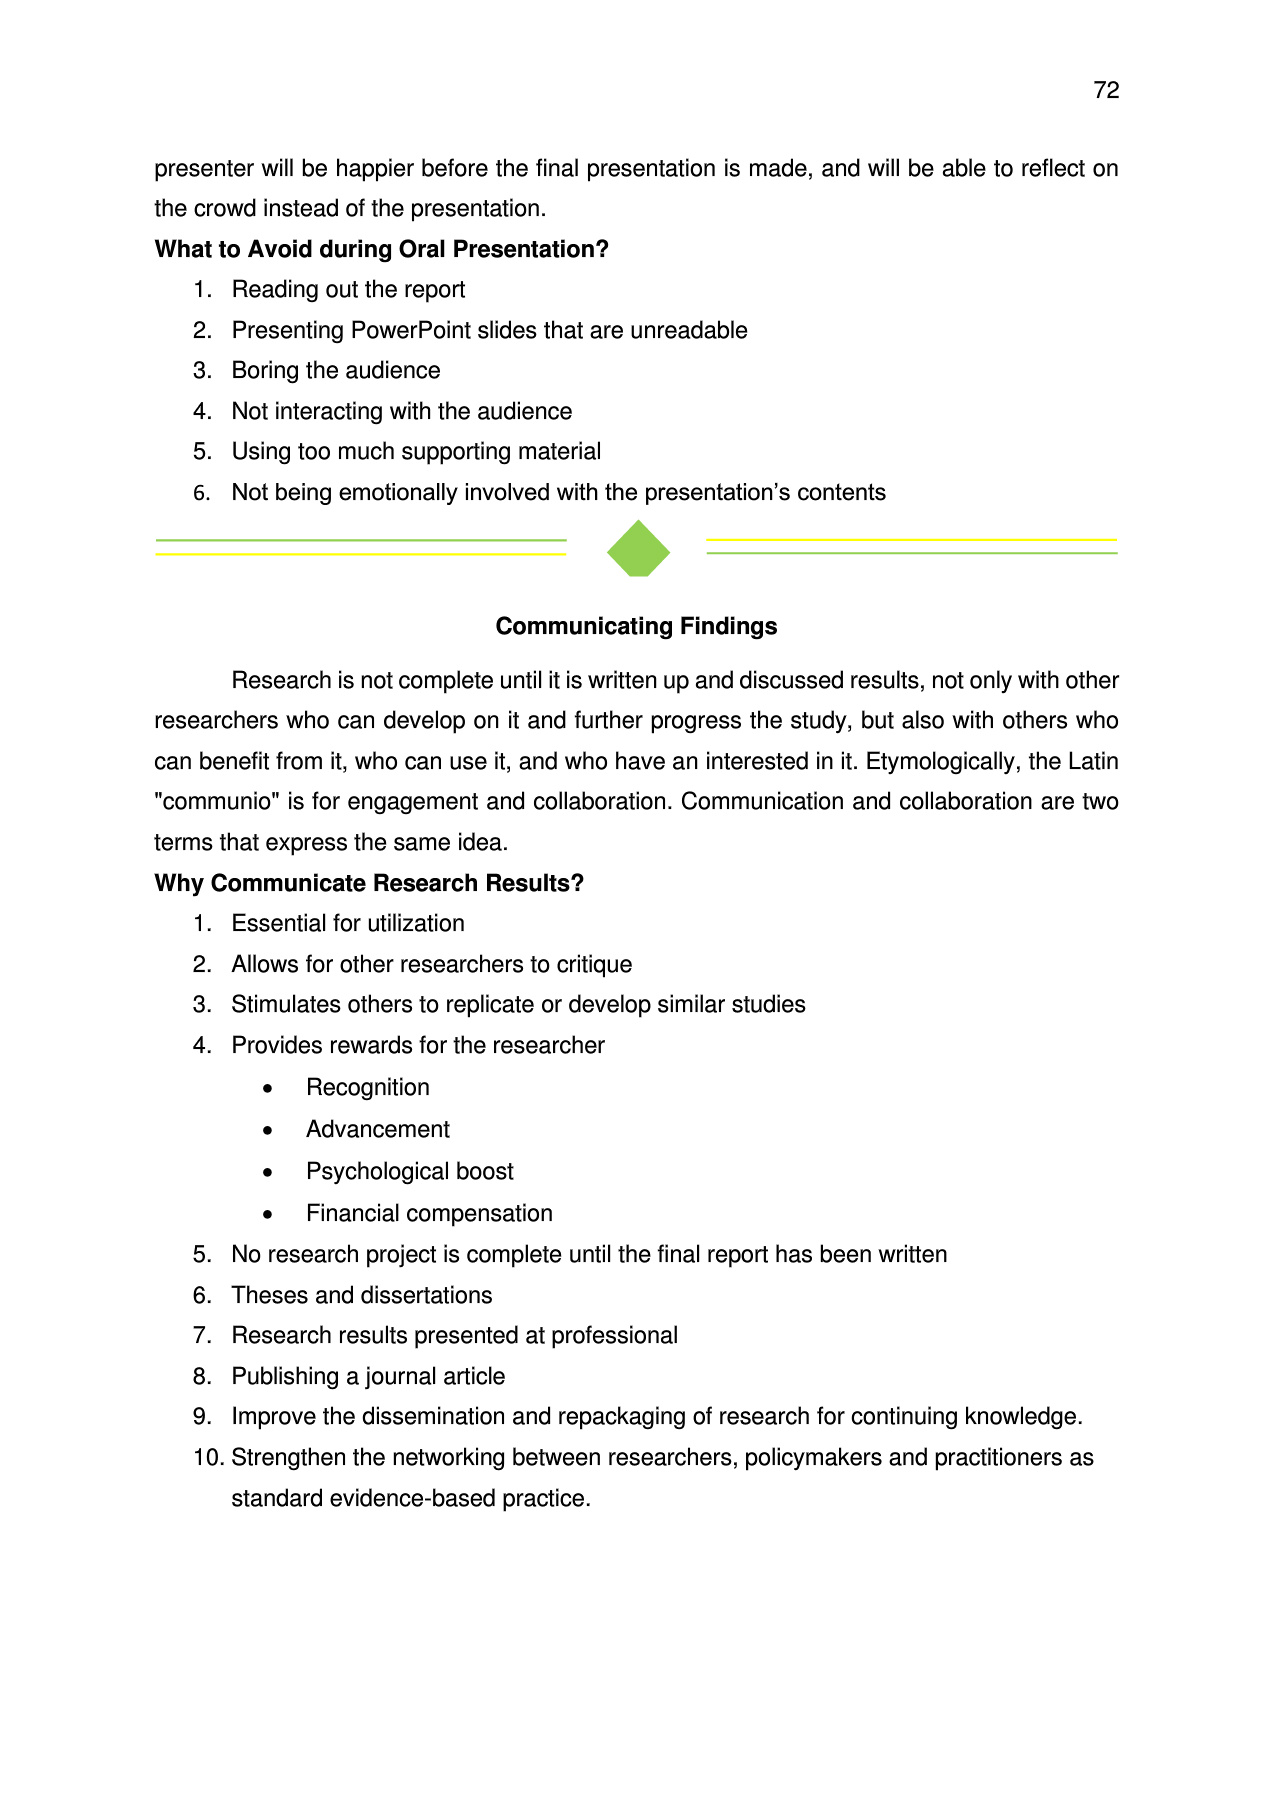 72
presenter will be happier before the final presentation is made, and will be able to reflect on
the crowd instead of the presentation.
What to Avoid during Oral Presentation?
1. Reading out the report
2. Presenting PowerPoint slides that are unreadable
3. Boring the audience
4. Not interacting with the audience
5. Using too much supporting material
6. Not being emotionally involved with the presentation’s contents
Communicating Findings
Research is not complete until it is written up and discussed results, not only with other
researchers who can develop on it and further progress the study, but also with others who
can benefit from it, who can use it, and who have an interested in it. Etymologically, the Latin
"communio" is for engagement and collaboration. Communication and collaboration are two
terms that express the same idea.
Why Communicate Research Results?
1. Essential for utilization
2. Allows for other researchers to critique
3. Stimulates others to replicate or develop similar studies
4. Provides rewards for the researcher
• Recognition
• Advancement
• Psychological boost
• Financial compensation
5. No research project is complete until the final report has been written
6. Theses and dissertations
7. Research results presented at professional
8. Publishing a journal article
9. Improve the dissemination and repackaging of research for continuing knowledge.
10. Strengthen the networking between researchers, policymakers and practitioners as
standard evidence-based practice.